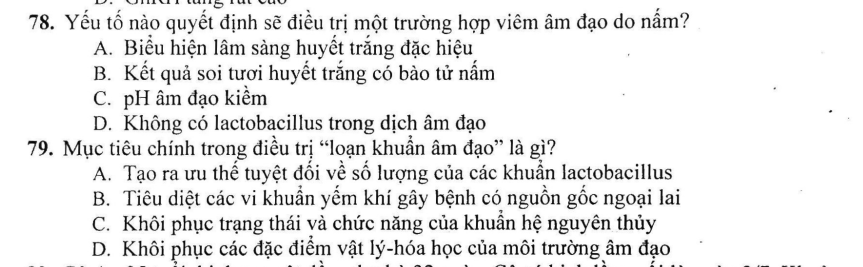 78. Yếu tố nào quyết định sẽ điều trị một trường hợp viêm âm đạo do nấm?
A. Biểu hiện lâm sàng huyết trắng đặc hiệu
B. Kết quả soi tươi huyết trắng có bào tử nấm
C. pH âm đạo kiềm
D. Không có lactobacillus trong dịch âm đạo
79. Mục tiêu chính trong điều trị “loạn khuẩn âm đạo” là gì?
A. Tạo ra ưu thế tuyệt đối về số lượng của các khuẩn lactobacillus
B. Tiêu diệt các vi khuẩn yếm khí gây bệnh có nguồn gốc ngoại lai
C. Khôi phục trạng thái và chức năng của khuẩn hệ nguyên thủy
D. Khôi phục các đặc điểm vật lý-hóa học của môi trường âm đạo